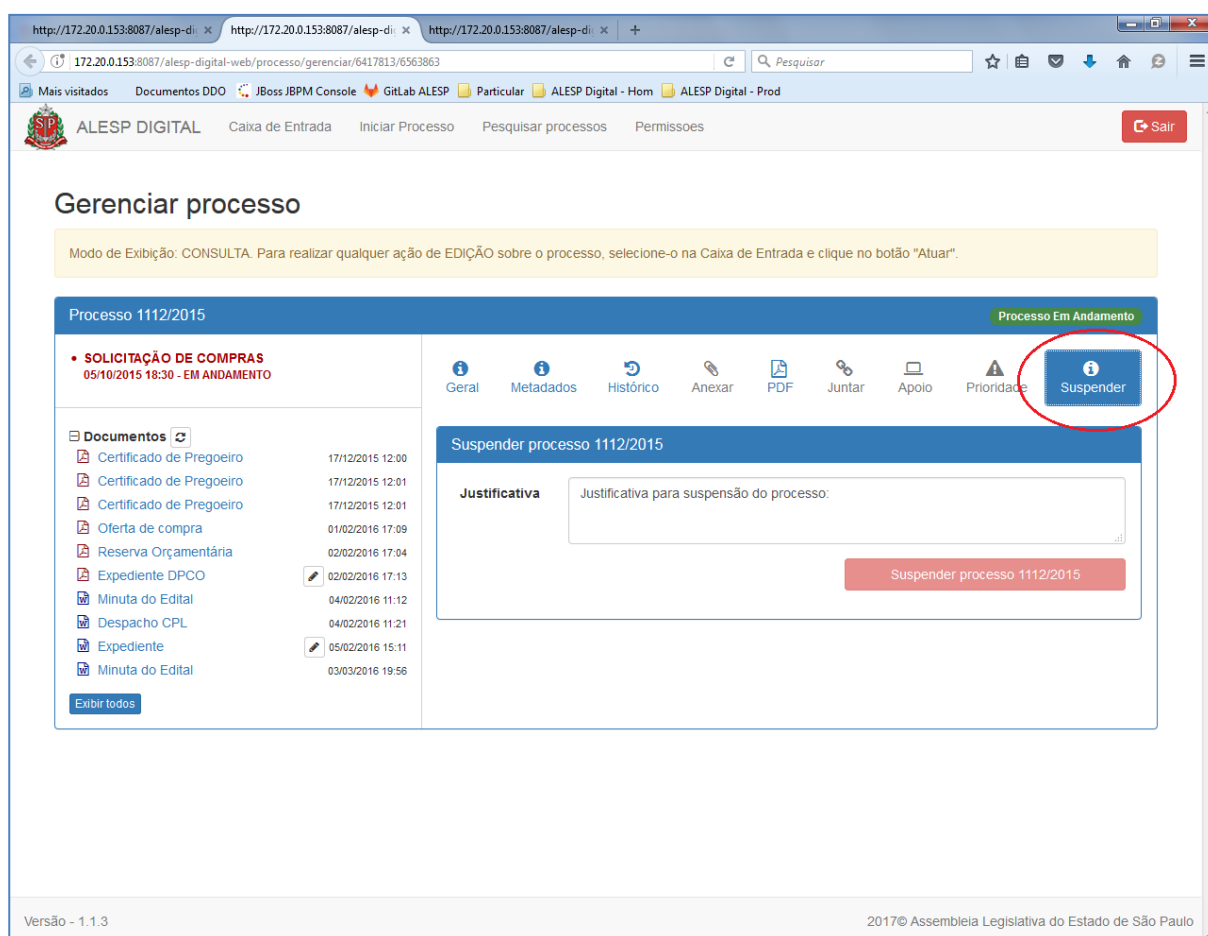 http://172.20.0.153:8087/alesp-di
http://172.20.0.153:8087/alesp-di
http://172.20.0.153:8087/alesp-di
172.20.0.153:8087/alesp-digital-web/processo/gerenciar/6417813/6563863
Pesquisar
Mais visitados Documentos DDO JBoss JBPM Console GitLab ALESP Particular ALESP Digital - Hom ALESP Digital - Prod
ALESP DIGITAL Caixa de Entrada Iniciar Processo Pesquisar processos Permissoes Sair
Gerenciar processo
Modo de Exibição: CONSULTA. Para realizar qualquer ação de EDIÇÃO sobre o processo, selecione-o na Caixa de Entrada e clique no botão "Atuar".
Processo 1112/2015 Processo Em Andamento
• SOLICITAÇÃO DE COMPRAS
05/10/2015 18:30 - EM ANDAMENTO
Geral Metadados Histórico Anexar PDF Juntar Apoio Prioridade Suspender
Documentos
Certificado de Pregoeiro 17/12/2015 12:00
Certificado de Pregoeiro 17/12/2015 12:01
Certificado de Pregoeiro 17/12/2015 12:01
Oferta de compra 01/02/2016 17:09
Reserva Orçamentária 02/02/2016 17:04
Expediente DPCO 02/02/2016 17:13
Minuta do Edital 04/02/2016 11:12
Despacho CPL 04/02/2016 11:21
Expediente 05/02/2016 15:11
Minuta do Edital 03/03/2016 19:56
Exibir todos
Suspender processo 1112/2015
Justificativa Justificativa para suspensão do processo:
Suspender processo 1112/2015
Versão - 1.1.3 2017© Assembleia Legislativa do Estado de São Paulo